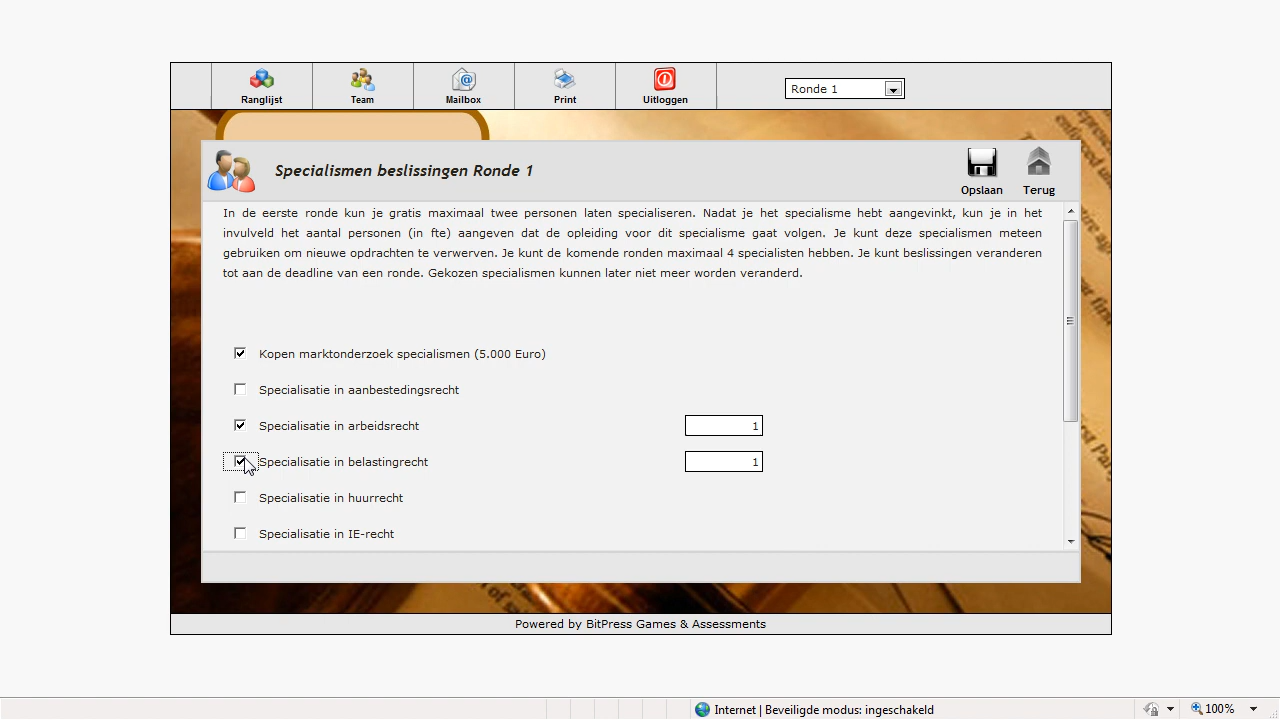 Ranglijst
Team
Mailbox
Print
Uitloggen
Ronde 1
Specialismen beslissingen Ronde 1
Opslaan
Terug
In de eerste ronde kun je gratis maximaal twee personen laten specialiseren. Nadat je het specialisme hebt aangevinkt, kun je in het
invulveld het aantal personen (in fte) aangeven dat de opleiding voor dit specialisme gaat volgen. Je kunt deze specialismen meteen
gebruiken om nieuwe opdrachten te verwerven. Je kunt de komende ronden maximaal 4 specialisten hebben. Je kunt beslissingen veranderen
tot aan de deadline van een ronde. Gekozen specialismen kunnen later niet meer worden veranderd.
Kopen marktonderzoek specialismen (5.000 Euro)
Specialisatie in aanbestedingsrecht
Specialisatie in arbeidsrecht 1
Specialisatie in belastingrecht 1
Specialisatie in huurrecht
Specialisatie in IE-recht
Powered by BitPress Games & Assessments
Internet | Beveiligde modus: ingeschakeld
100%